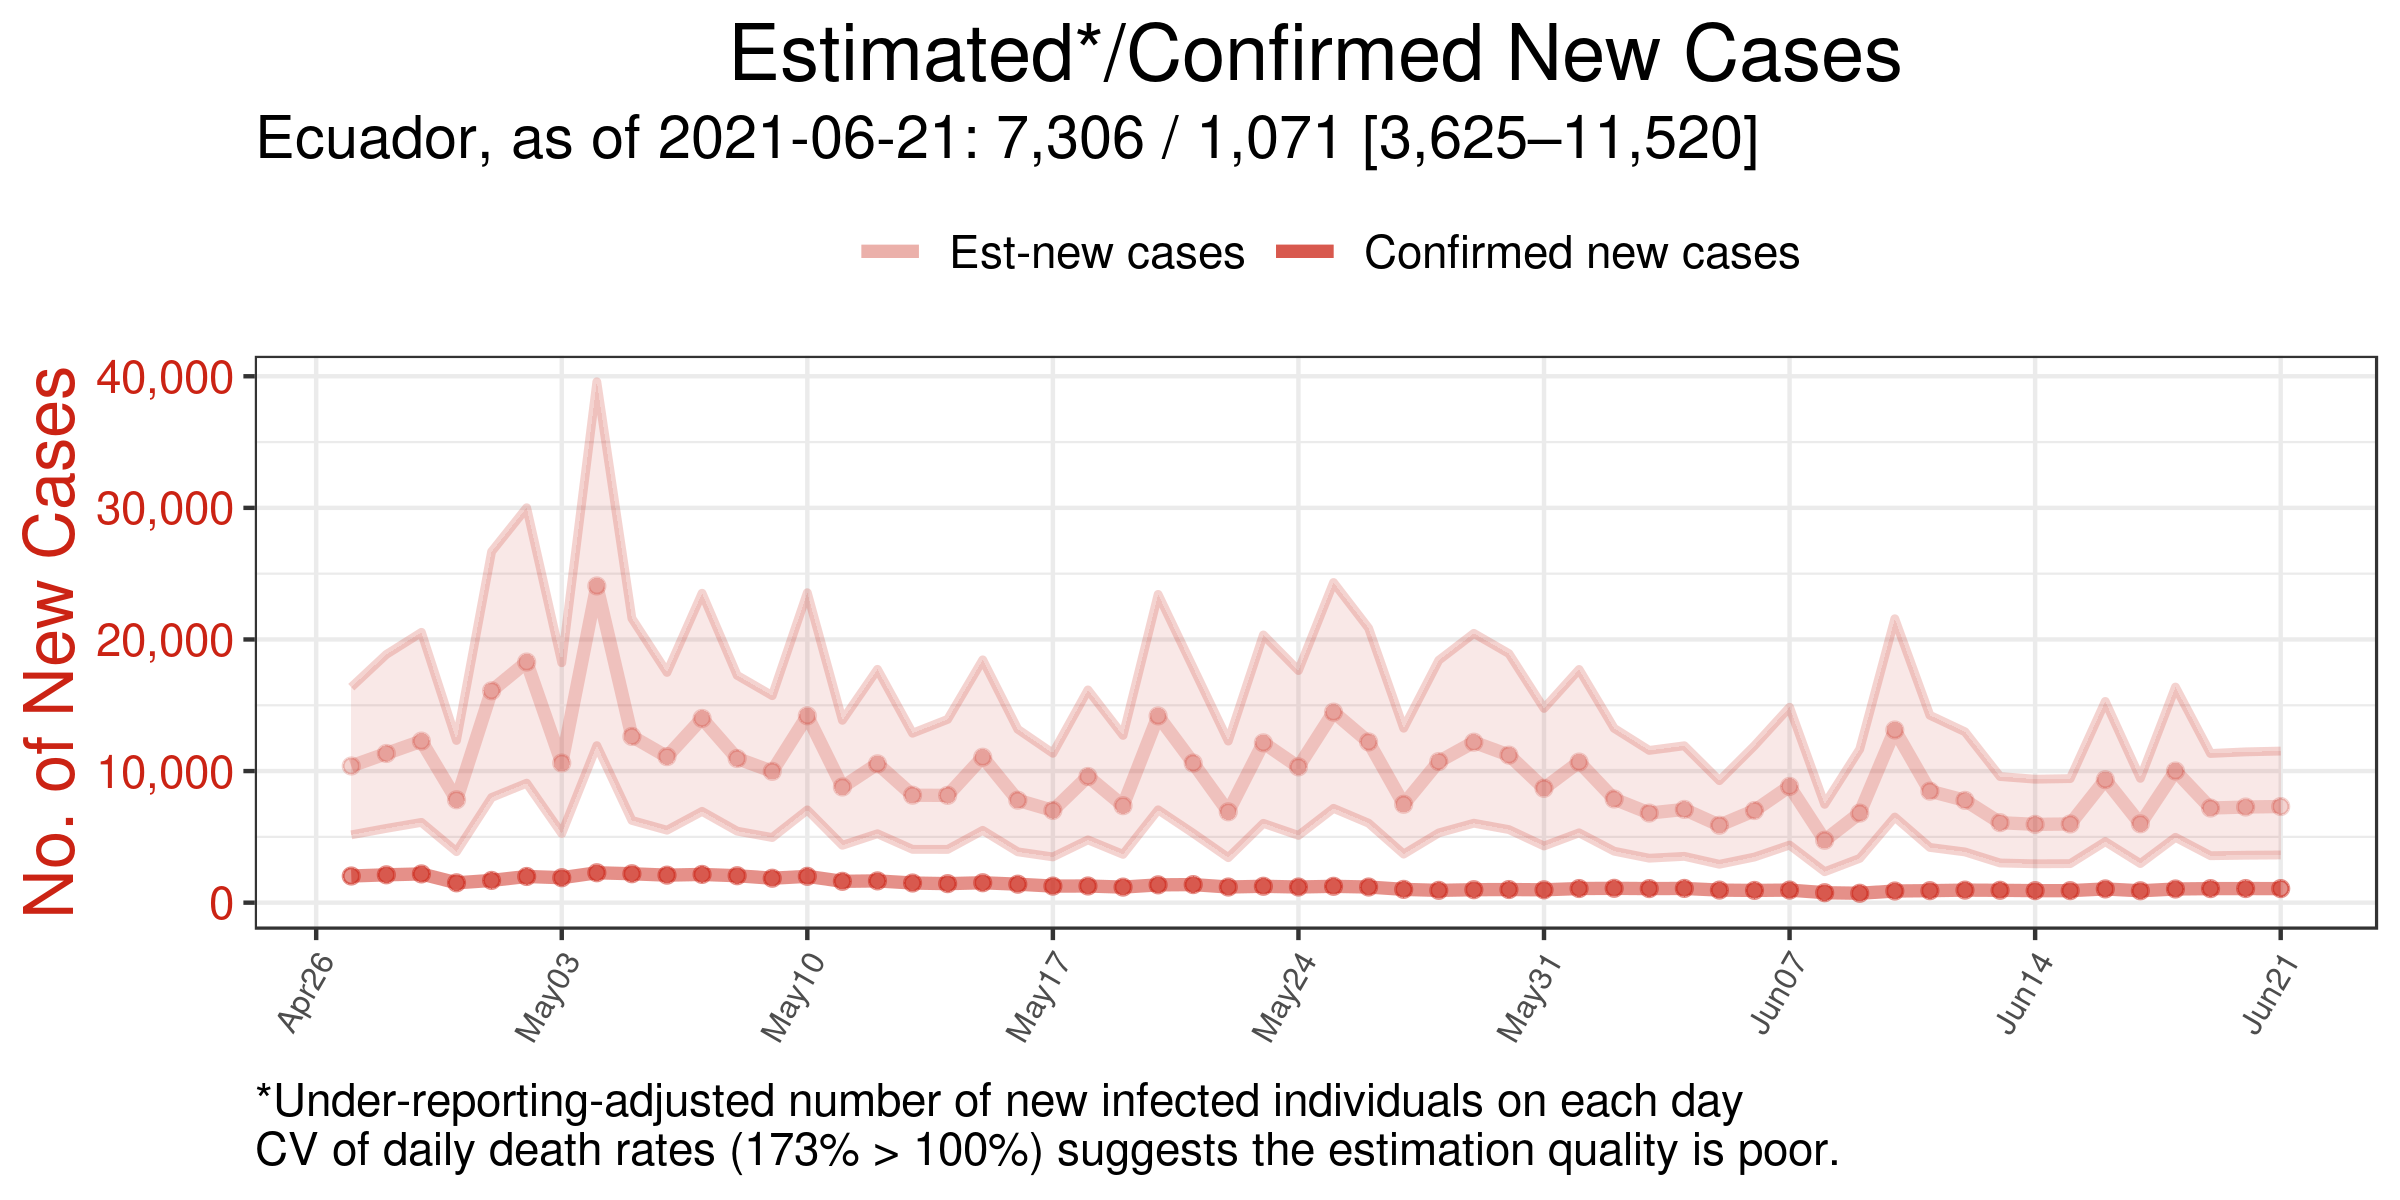 Estimated*/Confirmed New Cases
Ecuador, as of 2021-06-21: 7,306 / 1,071 [3,625–11,520]
Est-new cases
Confirmed new cases
No. of New Cases
40,000
30,000
20,000
10,000
0
Apr26
May03
May10
May17
May24
May31
Jun07
Jun14
Jun21
*Under-reporting-adjusted number of new infected individuals on each day
CV of daily death rates (173% > 100%) suggests the estimation quality is poor.